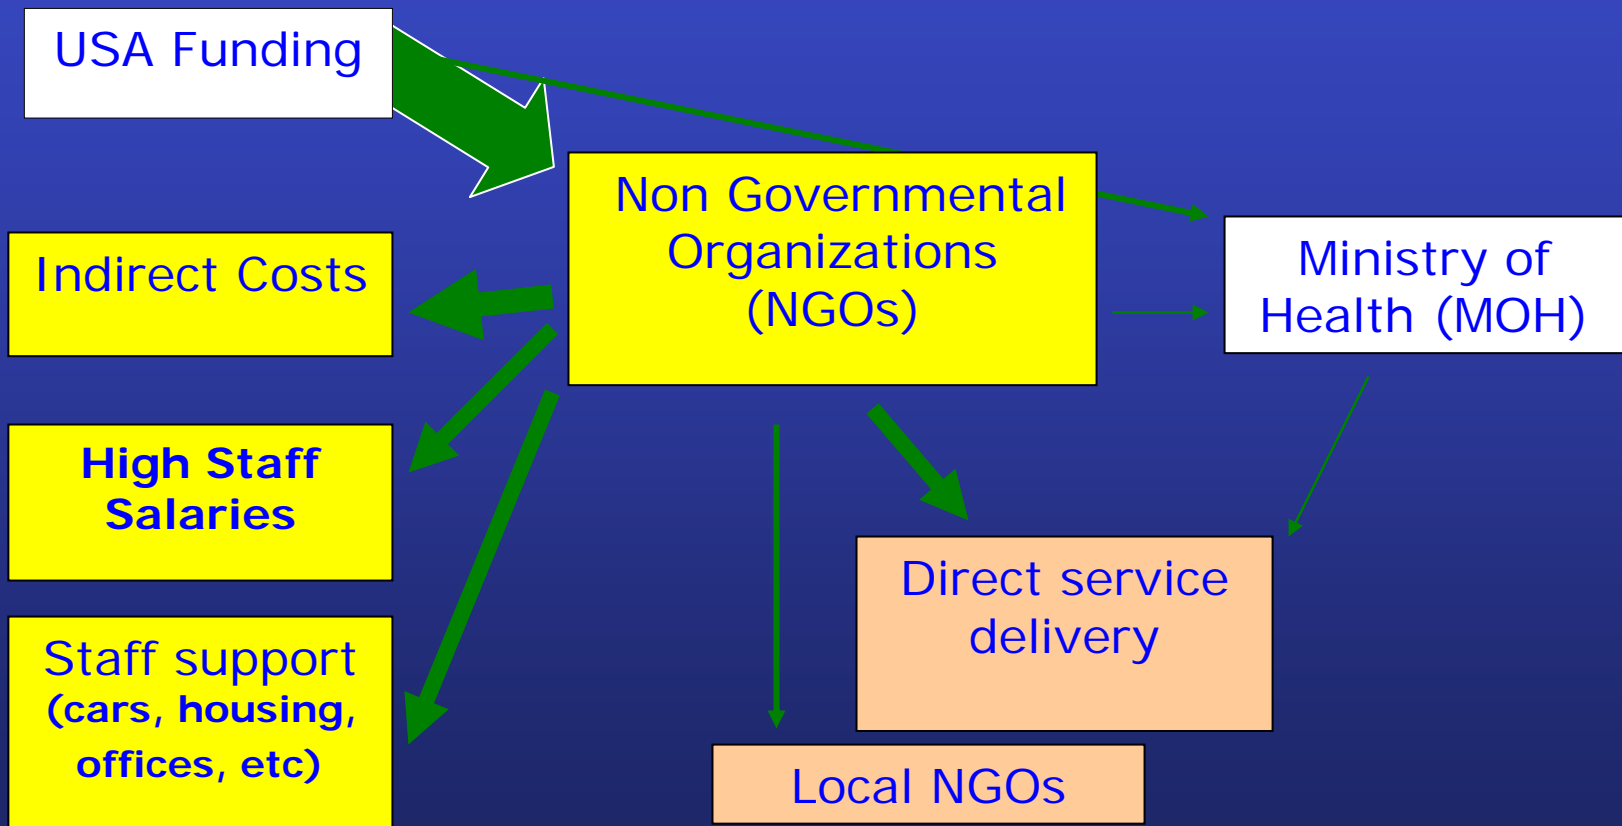 USA Funding
Non Governmental
Organizations
(NGOs)
Ministry of
Health (MOH)
Indirect Costs
High Staff
Salaries
Staff support
(cars, housing,
offices, etc)
Direct service
delivery
Local NGOs